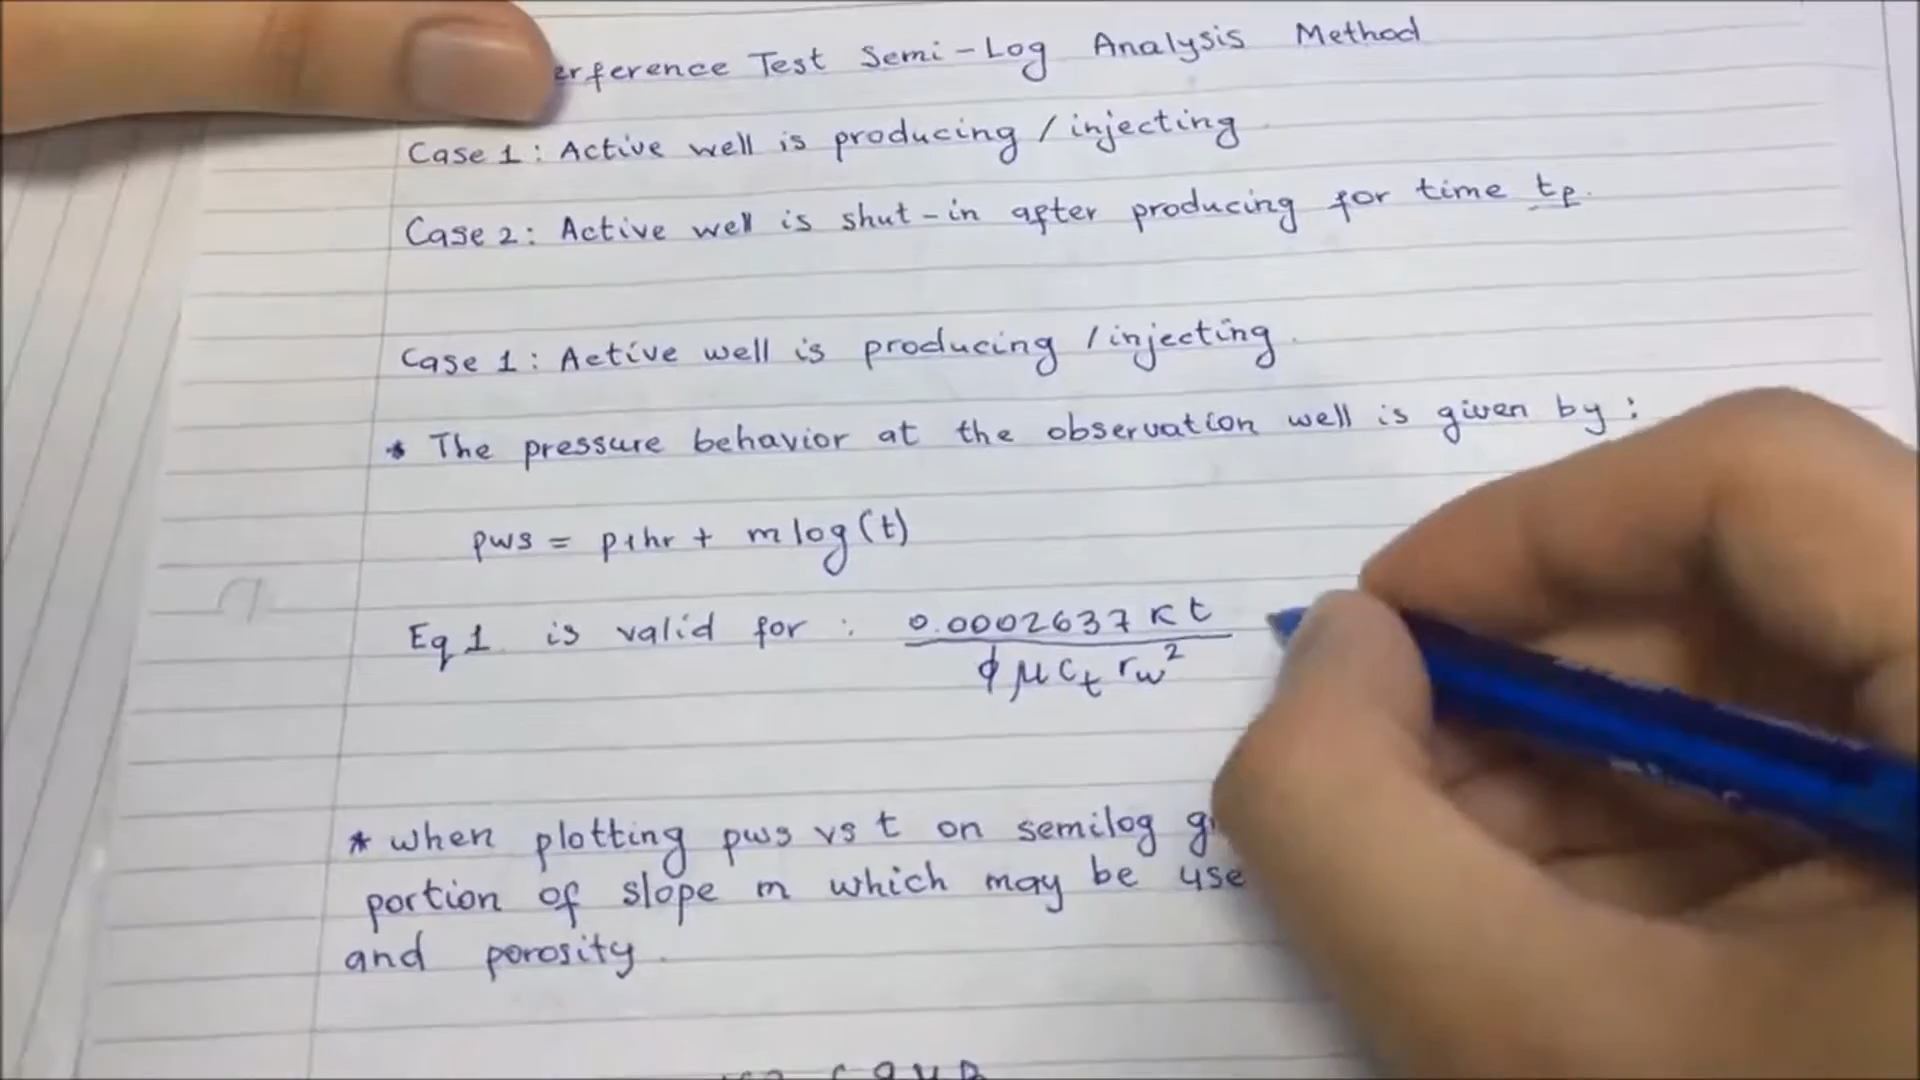 erference Test Semi-Log Analysis Method
Case 1: Active well is producing / injecting
Case 2: Active well is shut-in after producing for time tp.
Case 1: Active well is producing / injecting.
* The pressure behavior at the observation well is given by:
pws = p1hr + m log(t)
Eq 1 is valid for: 0.0002637 K t / ϕ μ ct rw²
* when plotting pws vs t on semilog g
portion of slope m which may be use
and porosity.